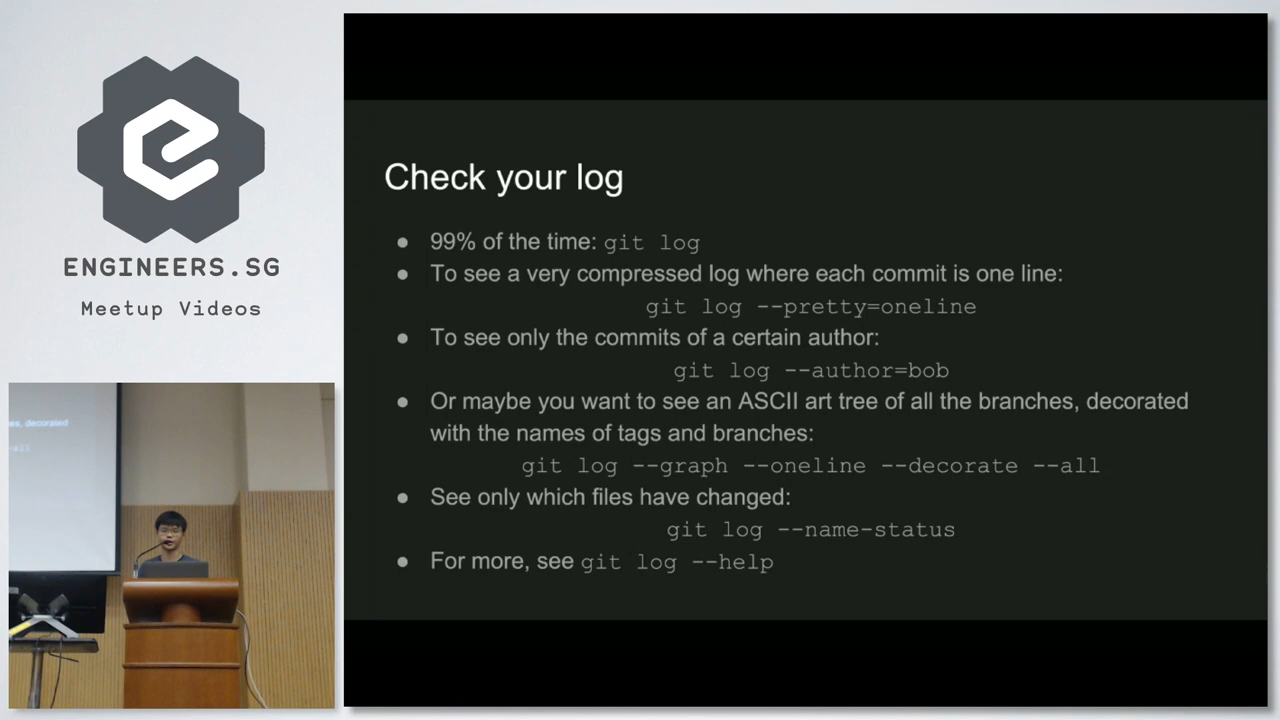 ENGINEERS.SG
Meetup Videos
Check your log
● 99% of the time: git log
● To see a very compressed log where each commit is one line:
git log --pretty=oneline
● To see only the commits of a certain author:
git log --author=bob
● Or maybe you want to see an ASCII art tree of all the branches, decorated
with the names of tags and branches:
git log --graph --oneline --decorate --all
● See only which files have changed:
git log --name-status
● For more, see git log --help
decorated